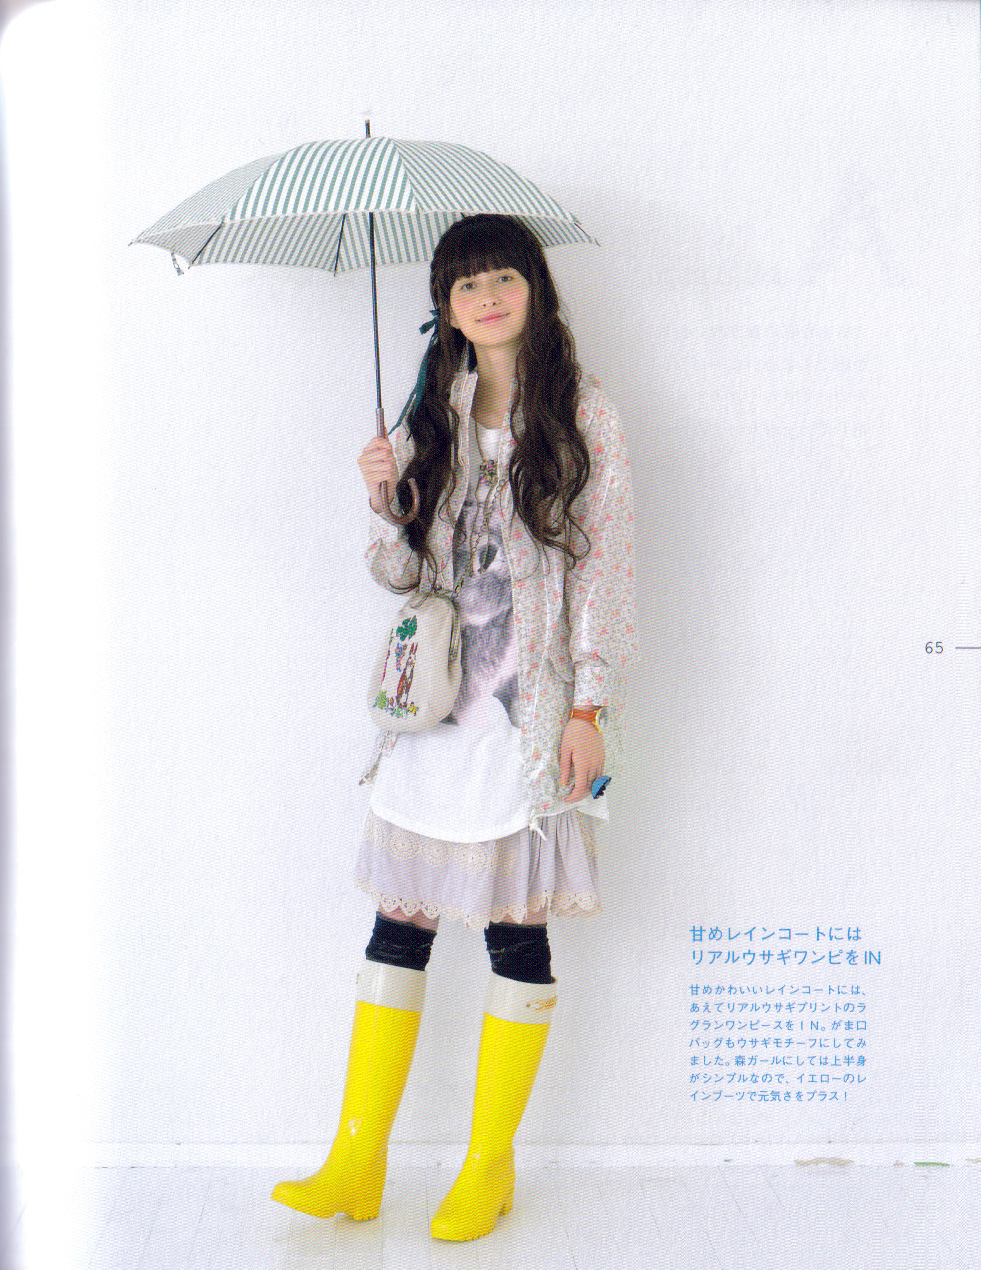 65
甘めレインコートには
リアルウサギワンピをIN
甘めかわいいレインコートには、
あえてリアルウサギプリントのラ
グランワンピースをＩＮ。がま口
バッグもウサギモチーフにしてみ
ました。森ガールにしては上半身
がシンプルなので、イエローのレ
インブーツで元気さをプラス！